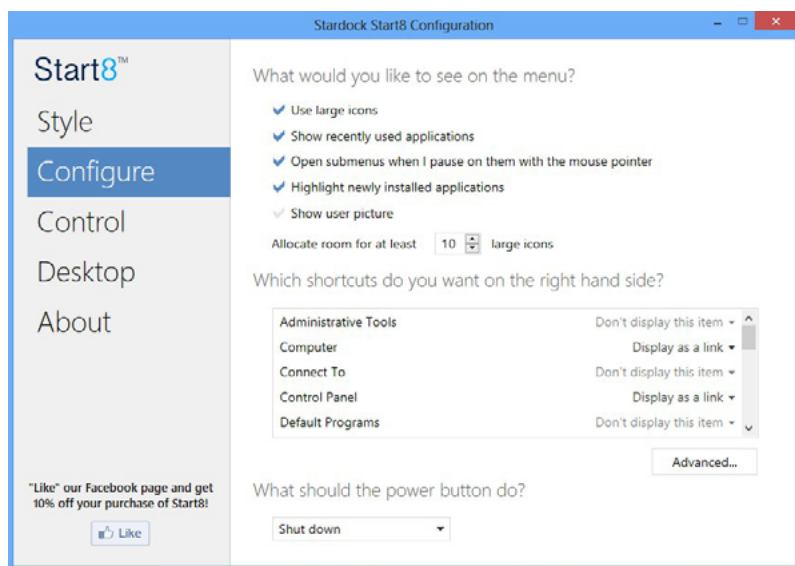 Stardock Start8 Configuration
Start8™
Style
Configure
Control
Desktop
About
"Like" our Facebook page and get
10% off your purchase of Start8!
Like
What would you like to see on the menu?
Use large icons
Show recently used applications
Open submenus when I pause on them with the mouse pointer
Highlight newly installed applications
Show user picture
Allocate room for at least 10 large icons
Which shortcuts do you want on the right hand side?
Administrative Tools Don't display this item
Computer Display as a link
Connect To Don't display this item
Control Panel Display as a link
Default Programs Don't display this item
Advanced...
What should the power button do?
Shut down